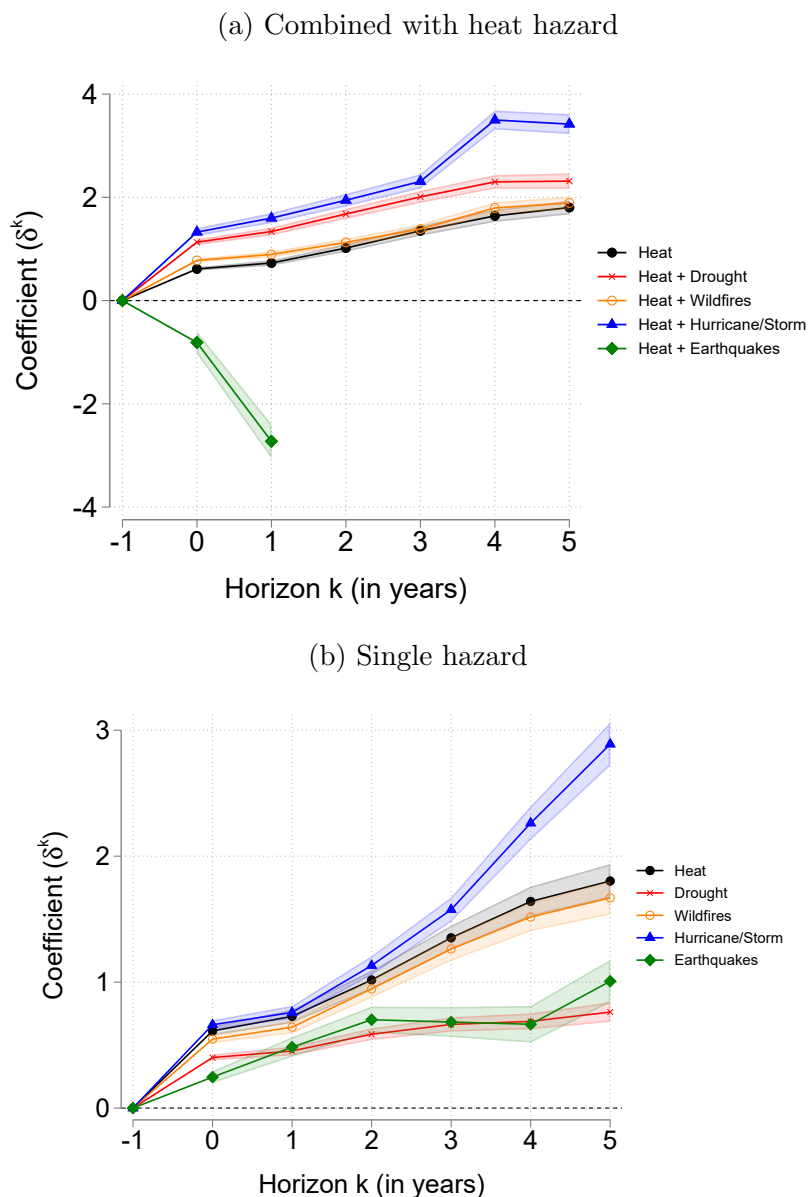 (a) Combined with heat hazard
4
2
0
-2
-4
Coefficient (δ^k)
-1 0 1 2 3 4 5
Horizon k (in years)
Heat
Heat + Drought
Heat + Wildfires
Heat + Hurricane/Storm
Heat + Earthquakes
(b) Single hazard
3
2
1
0
Coefficient (δ^k)
-1 0 1 2 3 4 5
Horizon k (in years)
Heat
Drought
Wildfires
Hurricane/Storm
Earthquakes